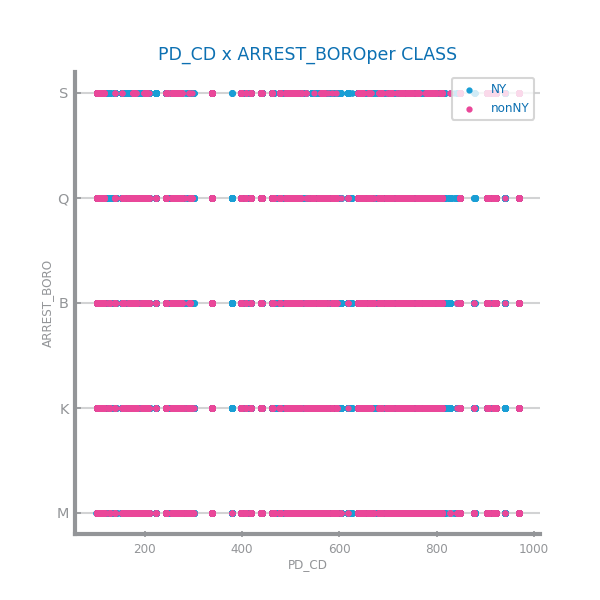 PD_CD x ARREST_BOROper CLASS
NY
nonNY
S
Q
B
K
M
ARREST_BORO
200
400
600
800
1000
PD_CD